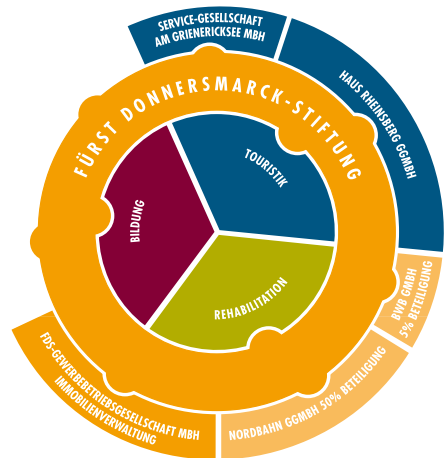 SERVICE-GESELLSCHAFT
AM GRIENERICKSEE MBH
HAUS RHEINSBERG GGMBH
FÜRST DONNERSMARCK-STIFTUNG
TOURISTIK
BILDUNG
REHABILITATION
BWB GMBH
5% BETEILIGUNG
NORDBAHN GGMBH 50% BETEILIGUNG
FDS-GEWERBEBETRIEBSGESELLSCHAFT MBH
IMMOBILIENVERWALTUNG